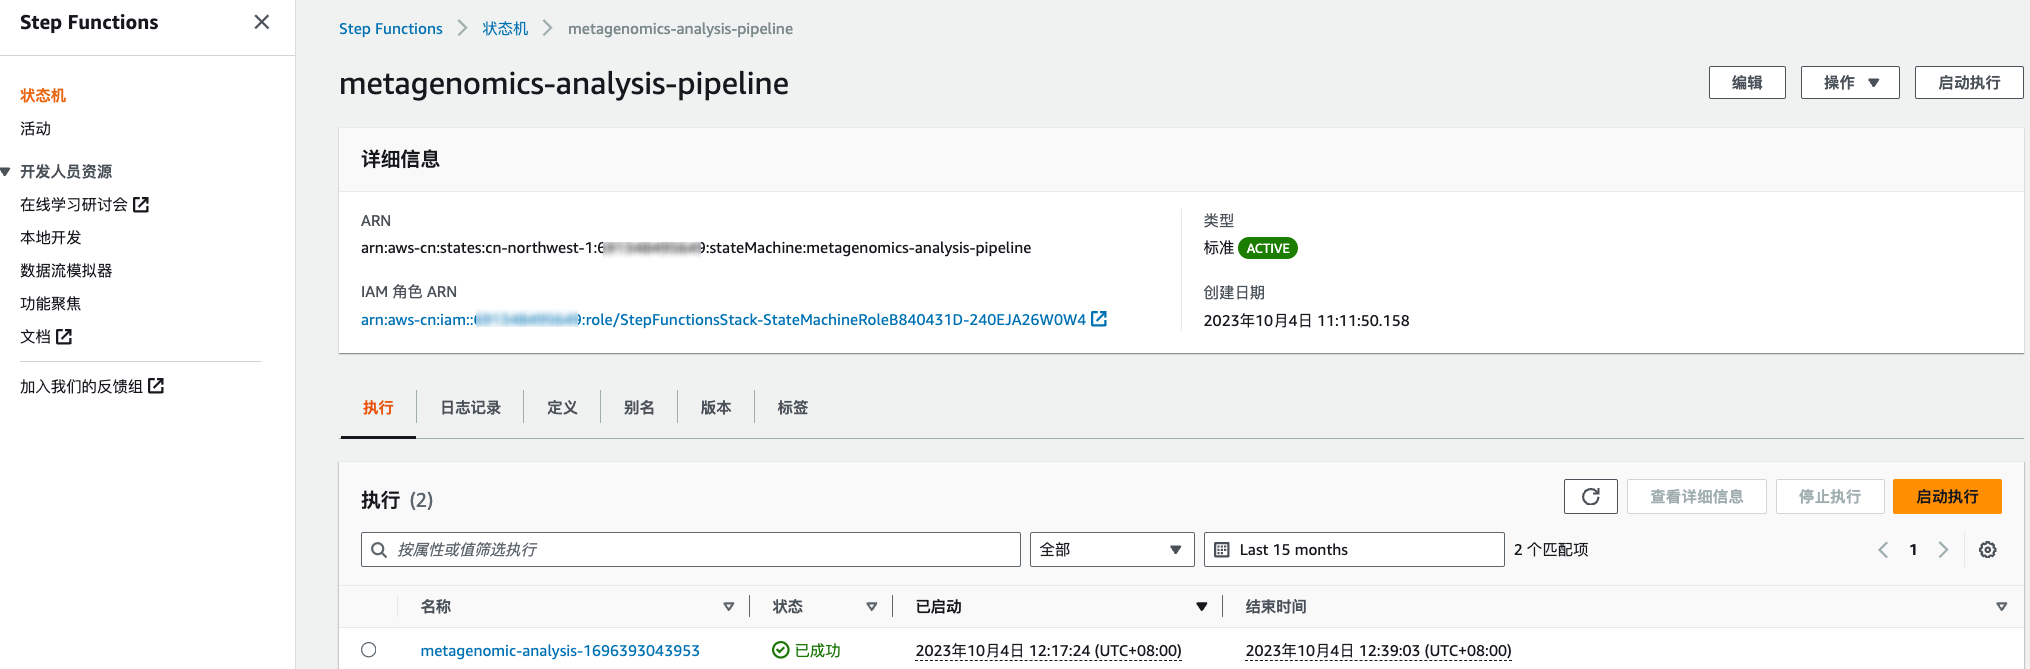 Step Functions
状态机
活动
开发人员资源
在线学习研讨会
本地开发
数据流模拟器
功能聚焦
文档
加入我们的反馈组
Step Functions 状态机 metagenomics-analysis-pipeline
metagenomics-analysis-pipeline
编辑 操作 启动执行
详细信息
ARN
arn:aws-cn:states:cn-northwest-1:6 9:stateMachine:metagenomics-analysis-pipeline
IAM 角色 ARN
arn:aws-cn:iam:: :role/StepFunctionsStack-StateMachineRoleB840431D-240EJA26W0W4
类型
标准 ACTIVE
创建日期
2023年10月4日 11:11:50.158
执行 日志记录 定义 别名 版本 标签
执行 (2)
查看详细信息 停止执行 启动执行
按属性或值筛选执行 全部 Last 15 months 2 个匹配项 1
名称 状态 已启动 结束时间
metagenomic-analysis-1696393043953 已成功 2023年10月4日 12:17:24 (UTC+08:00) 2023年10月4日 12:39:03 (UTC+08:00)